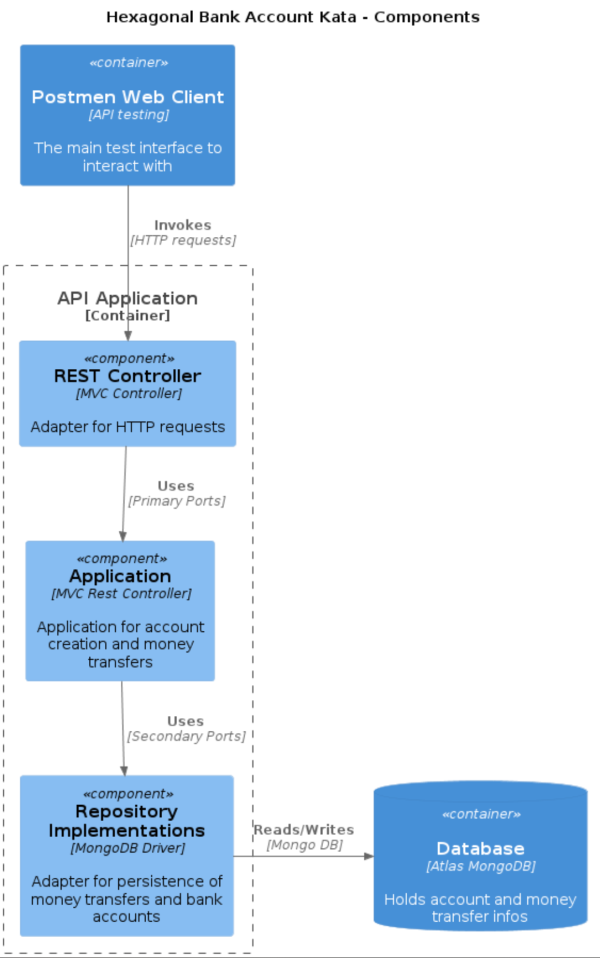 Hexagonal Bank Account Kata - Components
«container»
Postmen Web Client
[API testing]
The main test interface to
interact with
Invokes
[HTTP requests]
API Application
[Container]
«component»
REST Controller
[MVC Controller]
Adapter for HTTP requests
Uses
[Primary Ports]
«component»
Application
[MVC Rest Controller]
Application for account
creation and money
transfers
Uses
[Secondary Ports]
«component»
Repository
Implementations
[MongoDB Driver]
Adapter for persistence of
money transfers and bank
accounts
Reads/Writes
[Mongo DB]
«container»
Database
[Atlas MongoDB]
Holds account and money
transfer infos